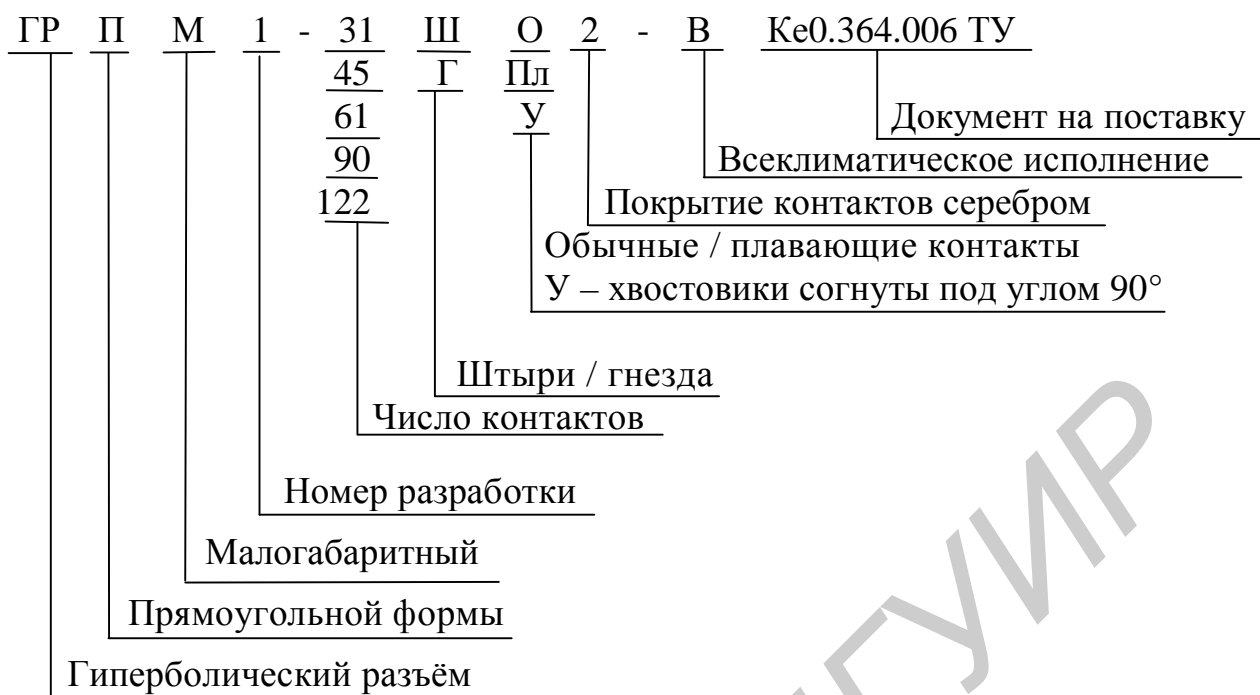 ГР П М 1 - 31 Ш О 2 - В Ке0.364.006 ТУ
45 Г Пл
61 У
90
122
Документ на поставку
Всеклиматическое исполнение
Покрытие контактов серебром
Обычные / плавающие контакты
У – хвостовики согнуты под углом 90°
Штыри / гнезда
Число контактов
Номер разработки
Малогабаритный
Прямоугольной формы
Гиперболический разъём
ГУИР